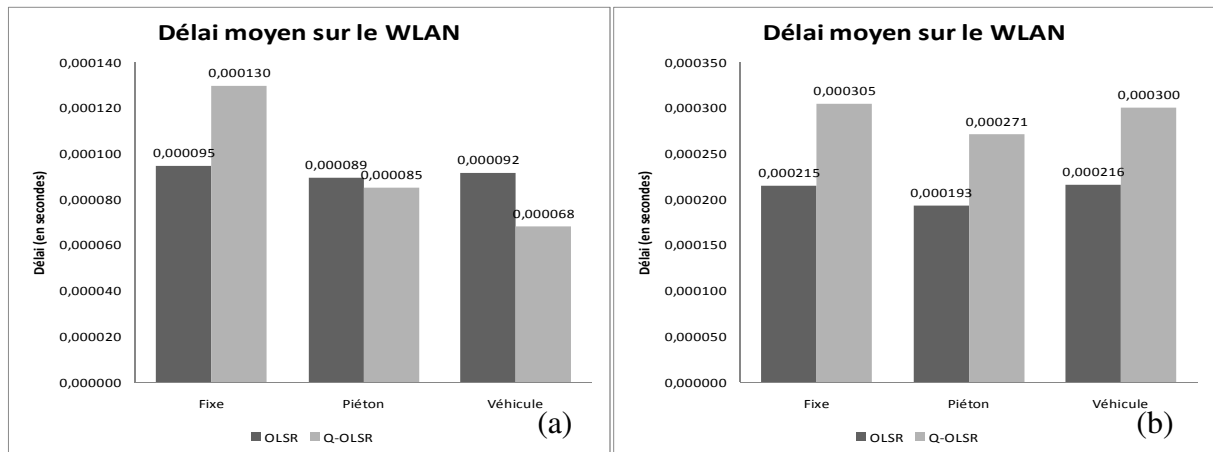 Délai moyen sur le WLAN
Délai (en secondes)
0,000140
0,000120
0,000100
0,000080
0,000060
0,000040
0,000020
0,000000
0,000095
0,000130
0,000089
0,000085
0,000092
0,000068
Fixe
Piéton
Véhicule
OLSR
Q-OLSR
(a)
Délai moyen sur le WLAN
Délai (en secondes)
0,000350
0,000300
0,000250
0,000200
0,000150
0,000100
0,000050
0,000000
0,000215
0,000305
0,000193
0,000271
0,000216
0,000300
Fixe
Piéton
Véhicule
OLSR
Q-OLSR
(b)